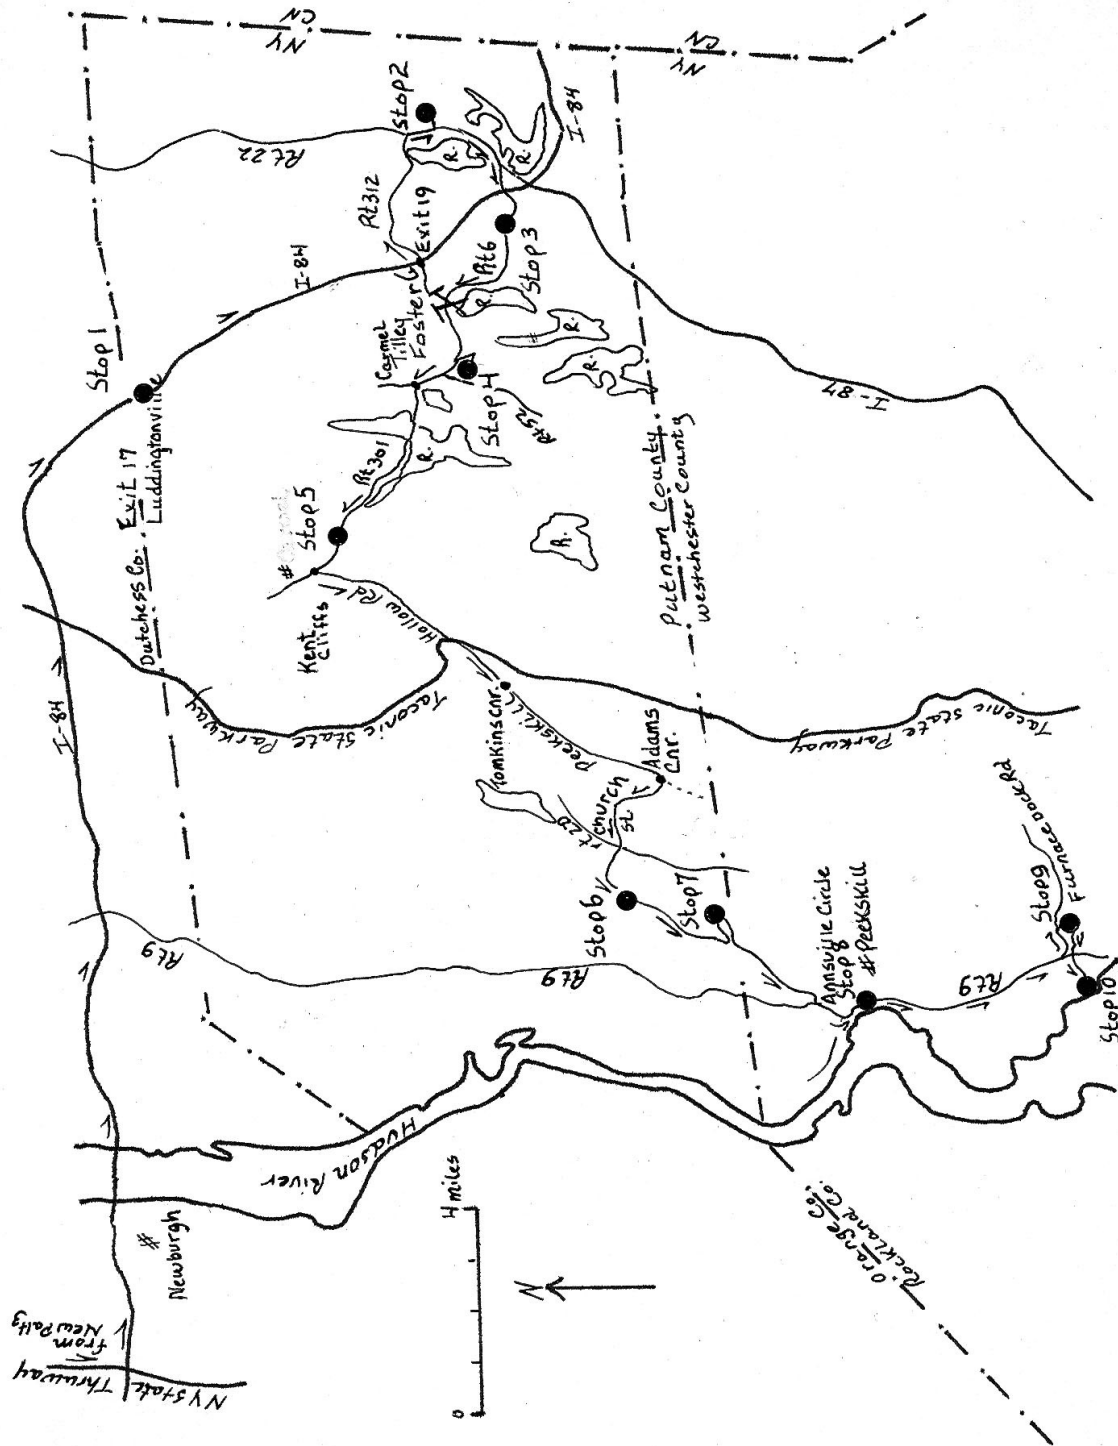 NY
CN
NY
CN
Stop 2
Rt 22
I-84
R.
R.
Rt 312
Exit 19
Rt 6
Stop 3
I-84
Foster
R.
Carmel
Tilley
Stop 1
Exit 17
Luddingtonville
Dutchess Co.
Stop 4
Rt 52
R.
R.
I-87
Rt 301
R.
Stop 5
#
Kent
Cliffs
Hollow Rd
R.
Putnam County
Westchester County
I-84
Taconic State Parkway
Tomkins Cnr.
Peekskill
Adams
Cnr.
Church
St
Taconic State Parkway
Stop 6
Stop 7
Rt 9
Rt 9
Annsville Circle
Stop 8
# Peekskill
Rt 9
Stop 9
Furnace Dock Rd
Stop 10
Hudson River
#
Newburgh
from
New Paltz
NY State
Thruway
0
4 miles
N
Orange Co.
Rockland Co.